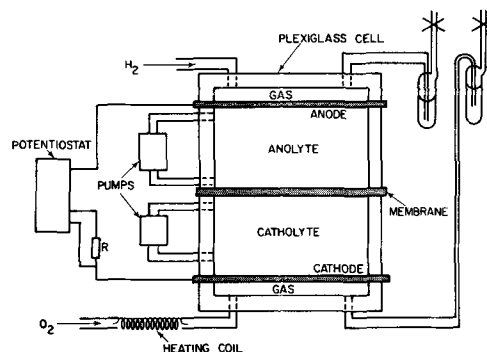 PLEXIGLASS CELL
H2
GAS
ANODE
POTENTIOSTAT
ANOLYTE
PUMPS
MEMBRANE
CATHOLYTE
R
CATHODE
GAS
O2
HEATING COIL